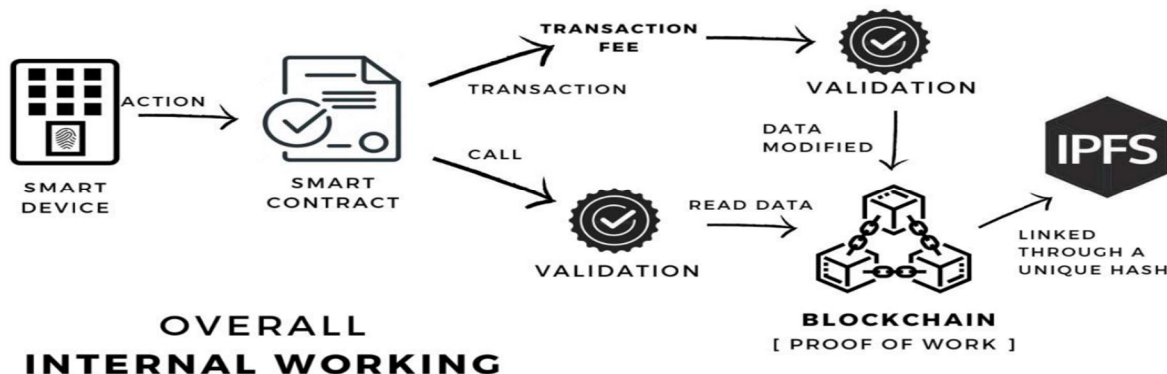 ACTION
SMART
DEVICE
SMART
CONTRACT
TRANSACTION
TRANSACTION
FEE
VALIDATION
CALL
VALIDATION
DATA
MODIFIED
READ DATA
IPFS
LINKED
THROUGH A
UNIQUE HASH
BLOCKCHAIN
[ PROOF OF WORK ]
OVERALL
INTERNAL WORKING